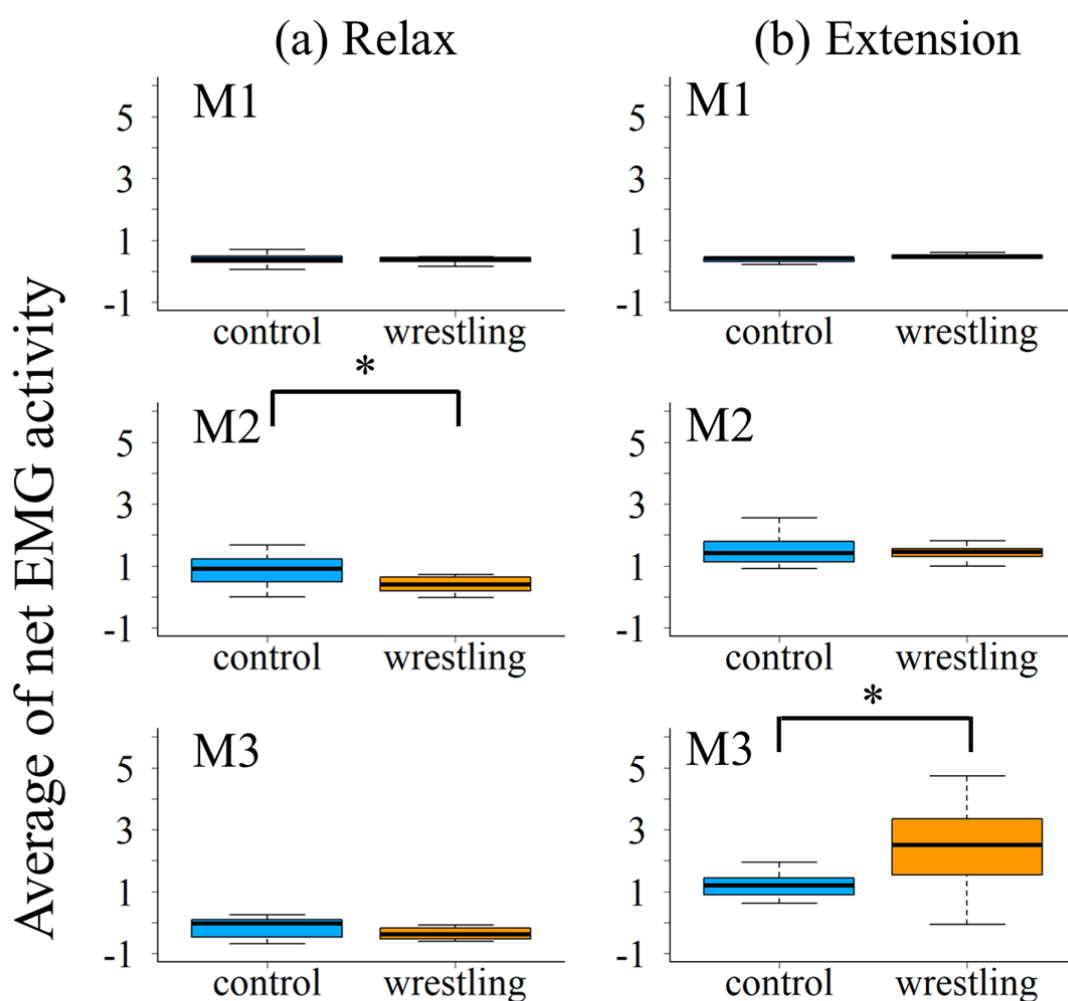 (a) Relax
(b) Extension
Average of net EMG activity
M1
5
3
1
-1
control wrestling
M1
5
3
1
-1
control wrestling
*
M2
5
3
1
-1
control wrestling
M2
5
3
1
-1
control wrestling
M3
5
3
1
-1
control wrestling
*
M3
5
3
1
-1
control wrestling